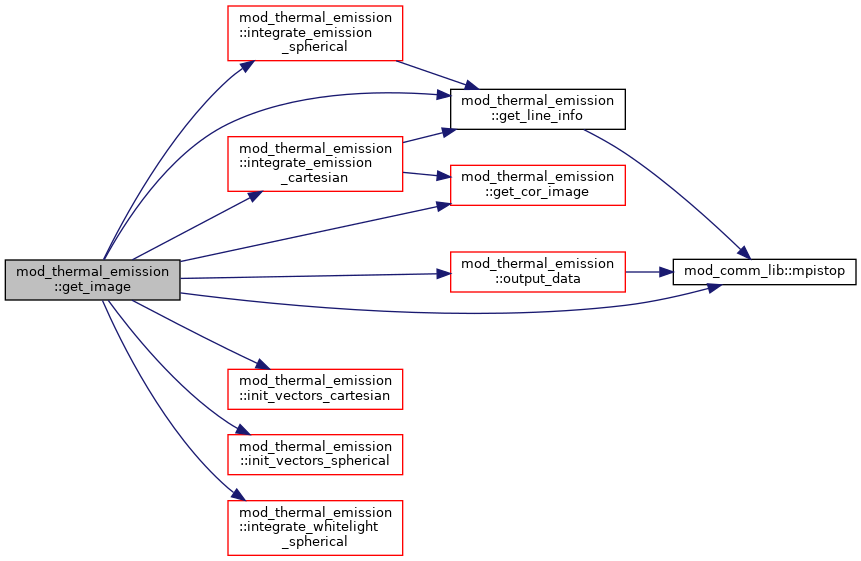 mod_thermal_emission
::integrate_emission
_spherical
mod_thermal_emission
::get_line_info
mod_thermal_emission
::integrate_emission
_cartesian
mod_thermal_emission
::get_cor_image
mod_thermal_emission
::get_image
mod_thermal_emission
::output_data
mod_comm_lib::mpistop
mod_thermal_emission
::init_vectors_cartesian
mod_thermal_emission
::init_vectors_spherical
mod_thermal_emission
::integrate_whitelight
_spherical